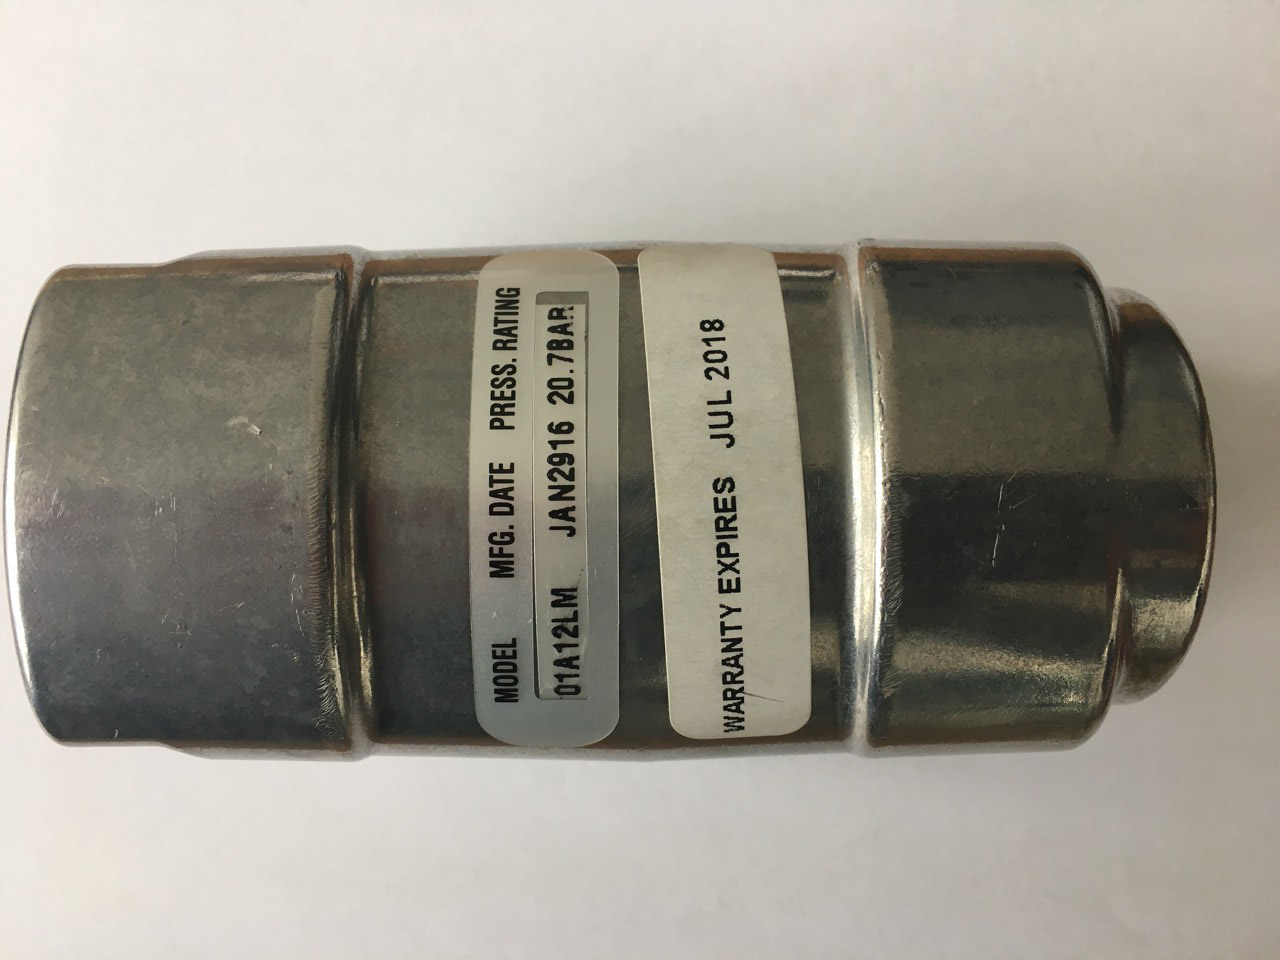 MODEL MFG. DATE PRESS. RATING
01A12LM JAN2916 20.7BAR
WARRANTY EXPIRES JUL 2018